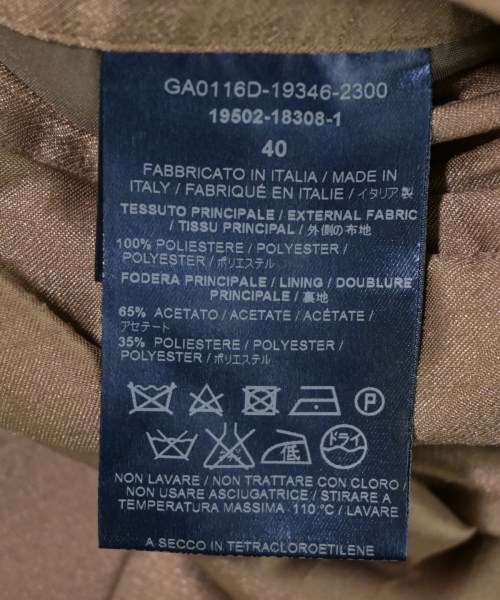 GA0116D-19346-2300
19502-18308-1
40
FABBRICATO IN ITALIA / MADE IN
ITALY / FABRIQUÉ EN ITALIE / イタリア製
TESSUTO PRINCIPALE / EXTERNAL FABRIC
/ TISSU PRINCIPAL / 外側の布地
100% POLIESTERE / POLYESTER /
POLYESTER / ポリエステル
FODERA PRINCIPALE / LINING / DOUBLURE
PRINCIPALE / 裏地
65% ACETATO / ACETATE / ACÉTATE /
アセテート
35% POLIESTERE / POLYESTER /
POLYESTER / ポリエステル
P
低 ドライ
NON LAVARE / NON TRATTARE CON CLORO /
NON USARE ASCIUGATRICE / STIRARE A
TEMPERATURA MASSIMA 110 °C / LAVARE
A SECCO IN TETRACLOROETILENE